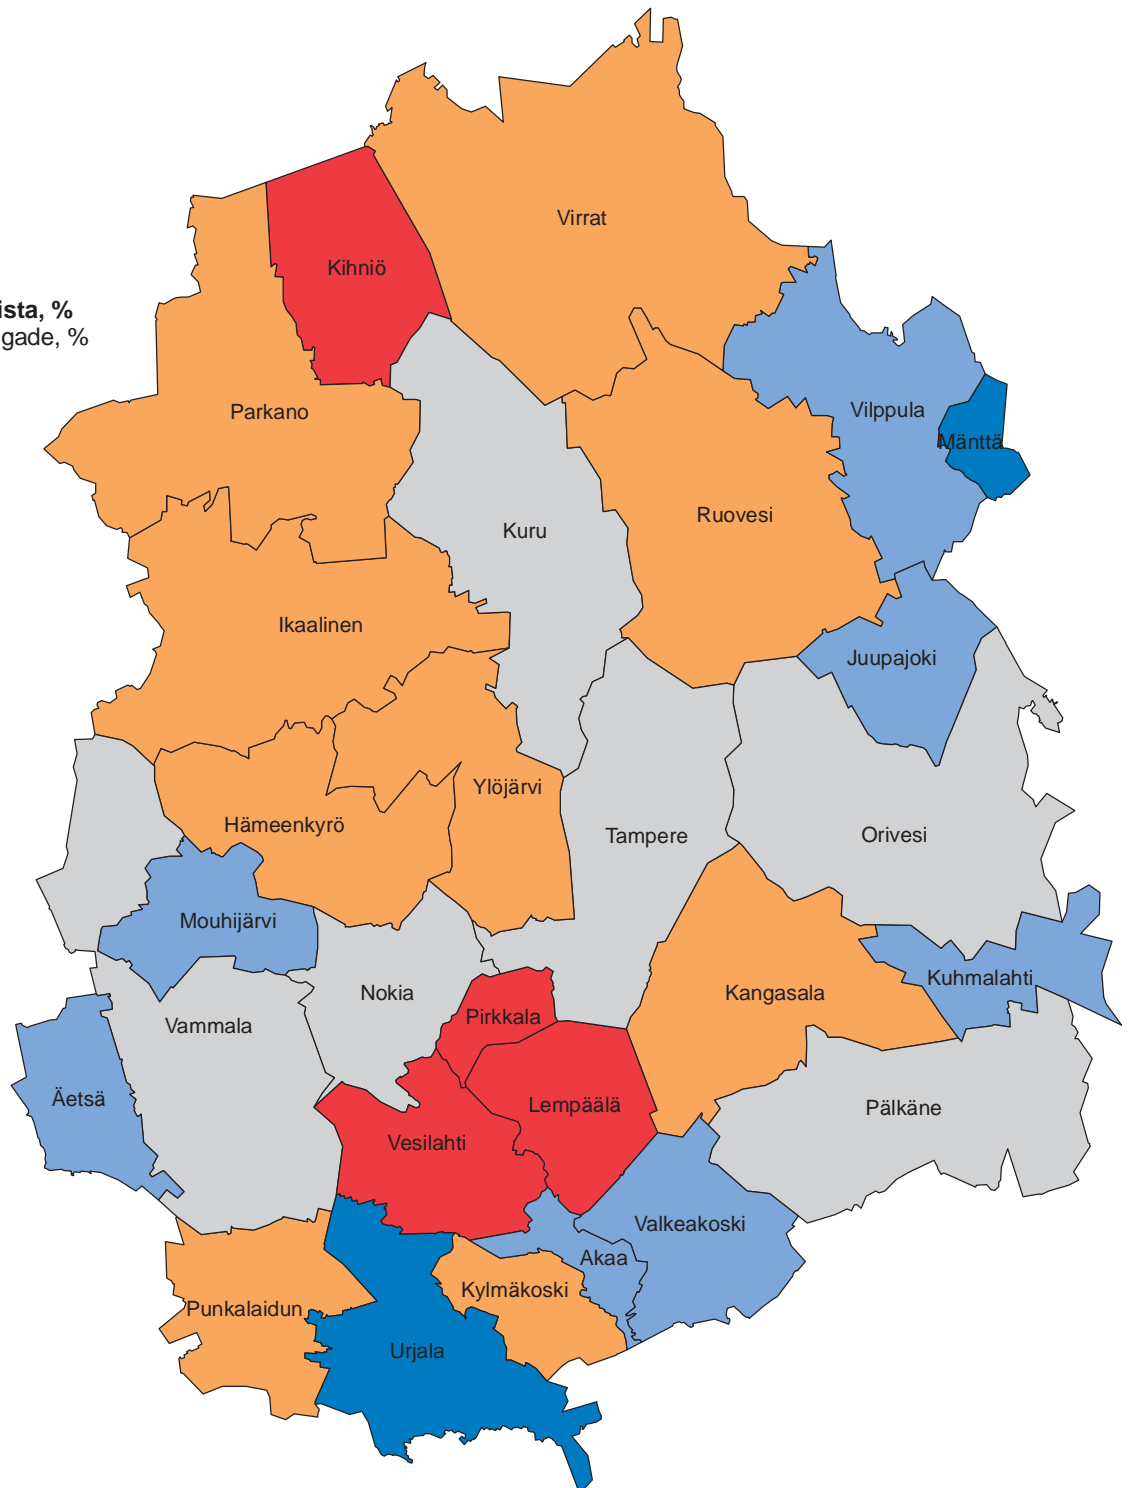 Virrat
Kihniö
ista, %
gade, %
Parkano
Vilppula
Mänttä
Ruovesi
Kuru
Ikaalinen
Juupajoki
Ylöjärvi
Hämeenkyrö
Tampere
Orivesi
Mouhijärvi
Kuhmalahti
Nokia
Kangasala
Pirkkala
Vammala
Äetsä
Lempäälä
Pälkäne
Vesilahti
Valkeakoski
Akaa
Kylmäkoski
Punkalaidun
Urjala